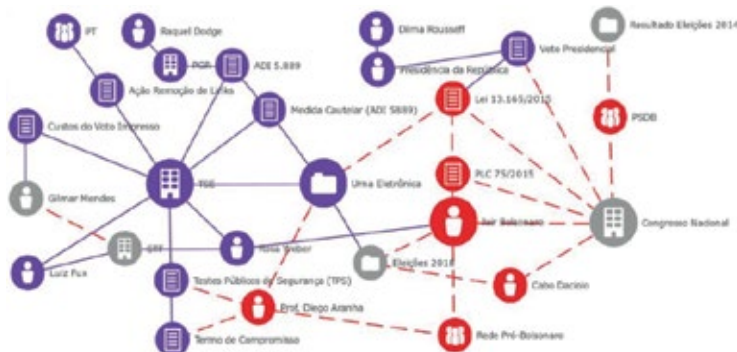 PT
Raquel Dodge
Dilma Rousseff
Voto Presidencial
Resultado Eleições 2014
PGR
ADI 5.889
Presidência da República
Ação Remoção de Links
Medida Cautelar (ADI 5889)
Lei 13.165/2015
PSDB
Custos do Voto Impresso
TSE
Urna Eletrônica
PLC 75/2015
Gilmar Mendes
Jair Bolsonaro
Congresso Nacional
STF
Rosa Weber
Eleições 2018
Luiz Fux
Testes Públicos de Segurança (TPS)
Cabo Daciolo
Prof. Diego Aranha
Termo de Compromisso
Rede Pró-Bolsonaro